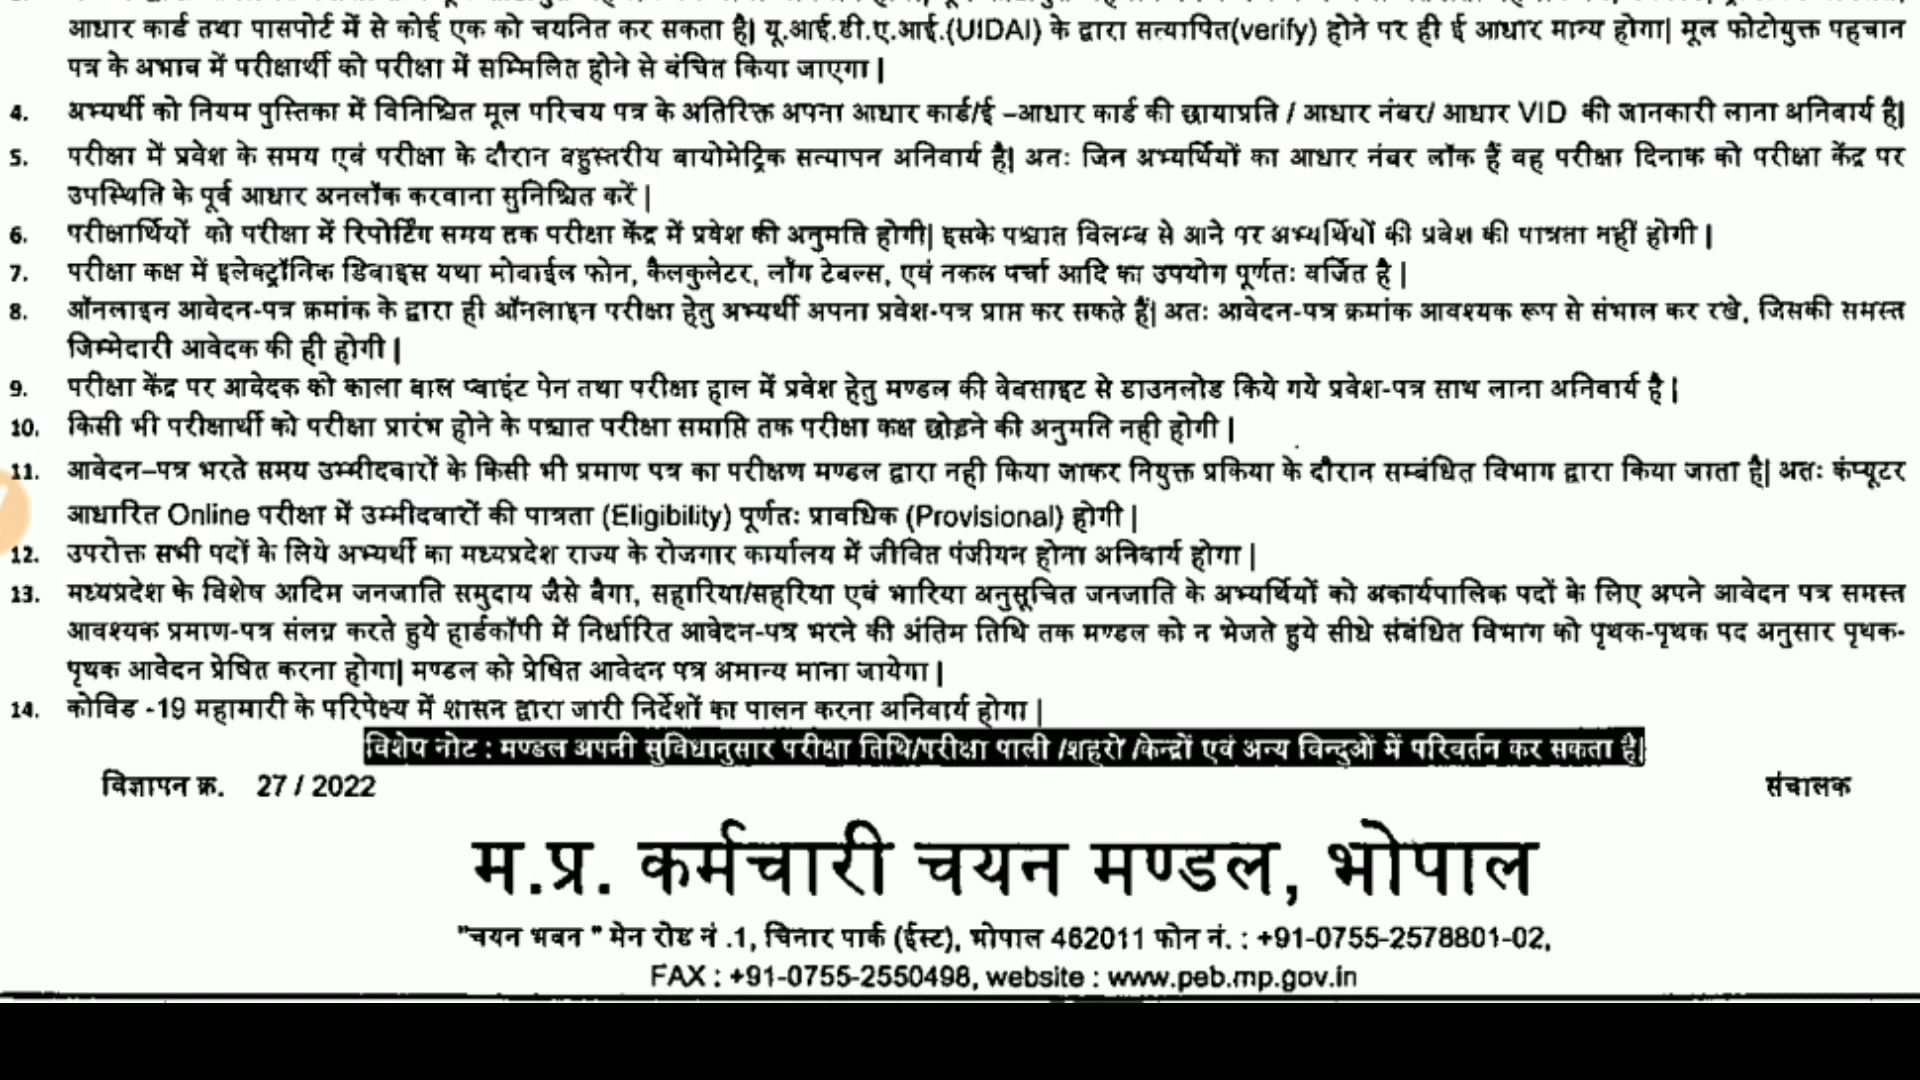 आधार कार्ड तथा पासपोर्ट में से कोई एक को चयनित कर सकता है| यू.आई.डी.ए.आई.(UIDAI) के द्वारा सत्यापित(verify) होने पर ही ई आधार मान्य होगा| मूल फोटोयुक्त पहचान
पत्र के अभाव में परीक्षार्थी को परीक्षा में सम्मिलित होने से वंचित किया जाएगा |
4. अभ्यर्थी को नियम पुस्तिका में विनिश्चित मूल परिचय पत्र के अतिरिक्त अपना आधार कार्ड/ई –आधार कार्ड की छायाप्रति / आधार नंबर/ आधार VID की जानकारी लाना अनिवार्य है|
5. परीक्षा में प्रवेश के समय एवं परीक्षा के दौरान बहुस्तरीय बायोमेट्रिक सत्यापन अनिवार्य है| अतः जिन अभ्यर्थियों का आधार नंबर लॉक हैं वह परीक्षा दिनाक को परीक्षा केंद्र पर
उपस्थिति के पूर्व आधार अनलॉक करवाना सुनिश्चित करें |
6. परीक्षार्थियों को परीक्षा में रिपोर्टिंग समय तक परीक्षा केंद्र में प्रवेश की अनुमति होगी| इसके पश्चात विलम्ब से आने पर अभ्यर्थियों की प्रवेश की पात्रता नहीं होगी |
7. परीक्षा कक्ष में इलेक्ट्रॉनिक डिवाइस यथा मोबाईल फोन, कैलकुलेटर, लॉग टेबल्स, एवं नकल पर्चा आदि का उपयोग पूर्णतः वर्जित है |
8. ऑनलाइन आवेदन-पत्र क्रमांक के द्वारा ही ऑनलाइन परीक्षा हेतु अभ्यर्थी अपना प्रवेश-पत्र प्राप्त कर सकते हैं| अतः आवेदन-पत्र क्रमांक आवश्यक रूप से संभाल कर रखे, जिसकी समस्त
जिम्मेदारी आवेदक की ही होगी |
9. परीक्षा केंद्र पर आवेदक को काला बाल प्वाइंट पेन तथा परीक्षा हाल में प्रवेश हेतु मण्डल की वेबसाइट से डाउनलोड किये गये प्रवेश-पत्र साथ लाना अनिवार्य है |
10. किसी भी परीक्षार्थी को परीक्षा प्रारंभ होने के पश्चात परीक्षा समाप्ति तक परीक्षा कक्ष छोड़ने की अनुमति नही होगी |
11. आवेदन–पत्र भरते समय उम्मीदवारों के किसी भी प्रमाण पत्र का परीक्षण मण्डल द्वारा नही किया जाकर नियुक्त प्रकिया के दौरान सम्बंधित विभाग द्वारा किया जाता है| अतः कंप्यूटर
आधारित Online परीक्षा में उम्मीदवारों की पात्रता (Eligibility) पूर्णतः प्रावधिक (Provisional) होगी |
12. उपरोक्त सभी पदों के लिये अभ्यर्थी का मध्यप्रदेश राज्य के रोजगार कार्यालय में जीवित पंजीयन होना अनिवार्य होगा |
13. मध्यप्रदेश के विशेष आदिम जनजाति समुदाय जैसे बैगा, सहारिया/सहरिया एवं भारिया अनुसूचित जनजाति के अभ्यर्थियों को अकार्यपालिक पदों के लिए अपने आवेदन पत्र समस्त
आवश्यक प्रमाण-पत्र संलग्न करते हुये हार्डकॉपी में निर्धारित आवेदन-पत्र भरने की अंतिम तिथि तक मण्डल को न भेजते हुये सीधे संबंधित विभाग को पृथक-पृथक पद अनुसार पृथक-
पृथक आवेदन प्रेषित करना होगा| मण्डल को प्रेषित आवेदन पत्र अमान्य माना जायेगा |
14. कोविड -19 महामारी के परिपेक्ष्य में शासन द्वारा जारी निर्देशों का पालन करना अनिवार्य होगा |
विशेष नोट : मण्डल अपनी सुविधानुसार परीक्षा तिथि/परीक्षा पाली /शहरो /केन्द्रों एवं अन्य विन्दुओं में परिवर्तन कर सकता है|
विज्ञापन क्र. 27 / 2022 संचालक
म.प्र. कर्मचारी चयन मण्डल, भोपाल
"चयन भवन " मेन रोड नं .1, चिनार पार्क (ईस्ट), भोपाल 462011 फोन नं. : +91-0755-2578801-02,
FAX : +91-0755-2550498, website : www.peb.mp.gov.in